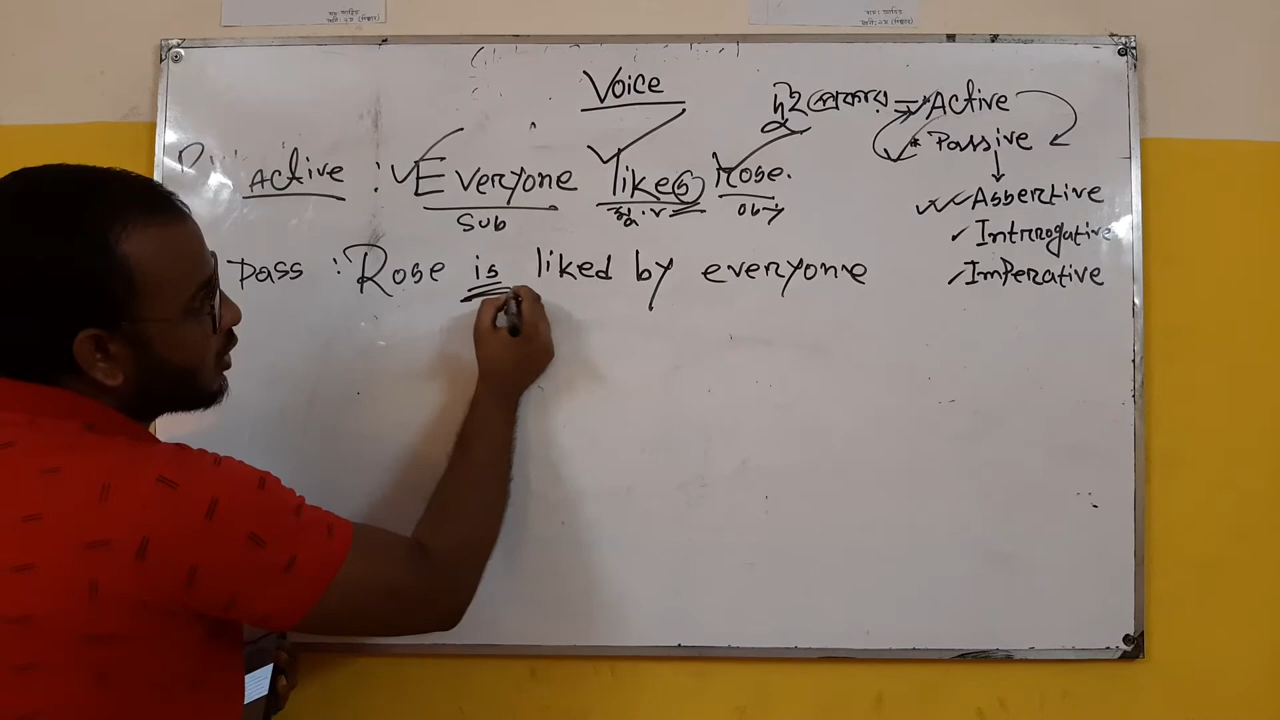 Voice
দুই প্রকার → Active
* Passive
Active : Everyone likes Rose.
Sub obj
Assertive
Intrrogative
Pass : Rose is liked by everyone
Imperative